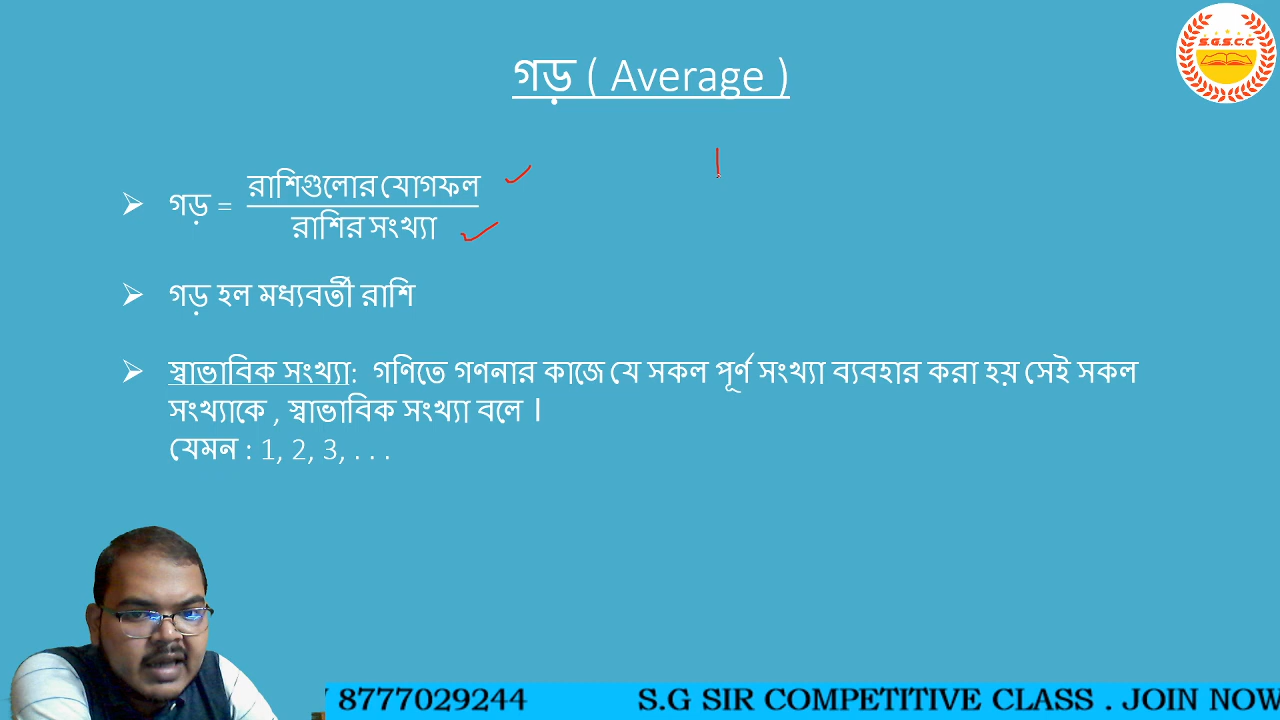 গড় ( Average )
S.G.S.C.C
➢ গড় = রাশিগুলোর যোগফল
রাশির সংখ্যা
➢ গড় হল মধ্যবর্তী রাশি
➢ স্বাভাবিক সংখ্যা: গণিতে গণনার কাজে যে সকল পূর্ণ সংখ্যা ব্যবহার করা হয় সেই সকল
সংখ্যাকে , স্বাভাবিক সংখ্যা বলে ।
যেমন : 1, 2, 3, . . .
8777029244 S.G SIR COMPETITIVE CLASS . JOIN NOW